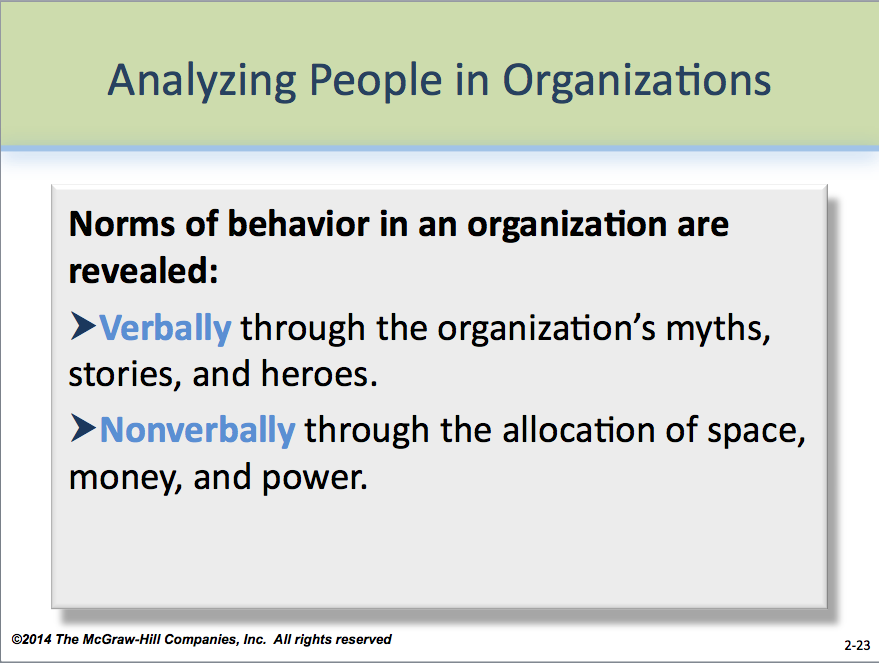 Analyzing People in Organizations
Norms of behavior in an organization are
revealed:
➤Verbally through the organization’s myths,
stories, and heroes.
➤Nonverbally through the allocation of space,
money, and power.
©2014 The McGraw-Hill Companies, Inc.  All rights reserved
2-23